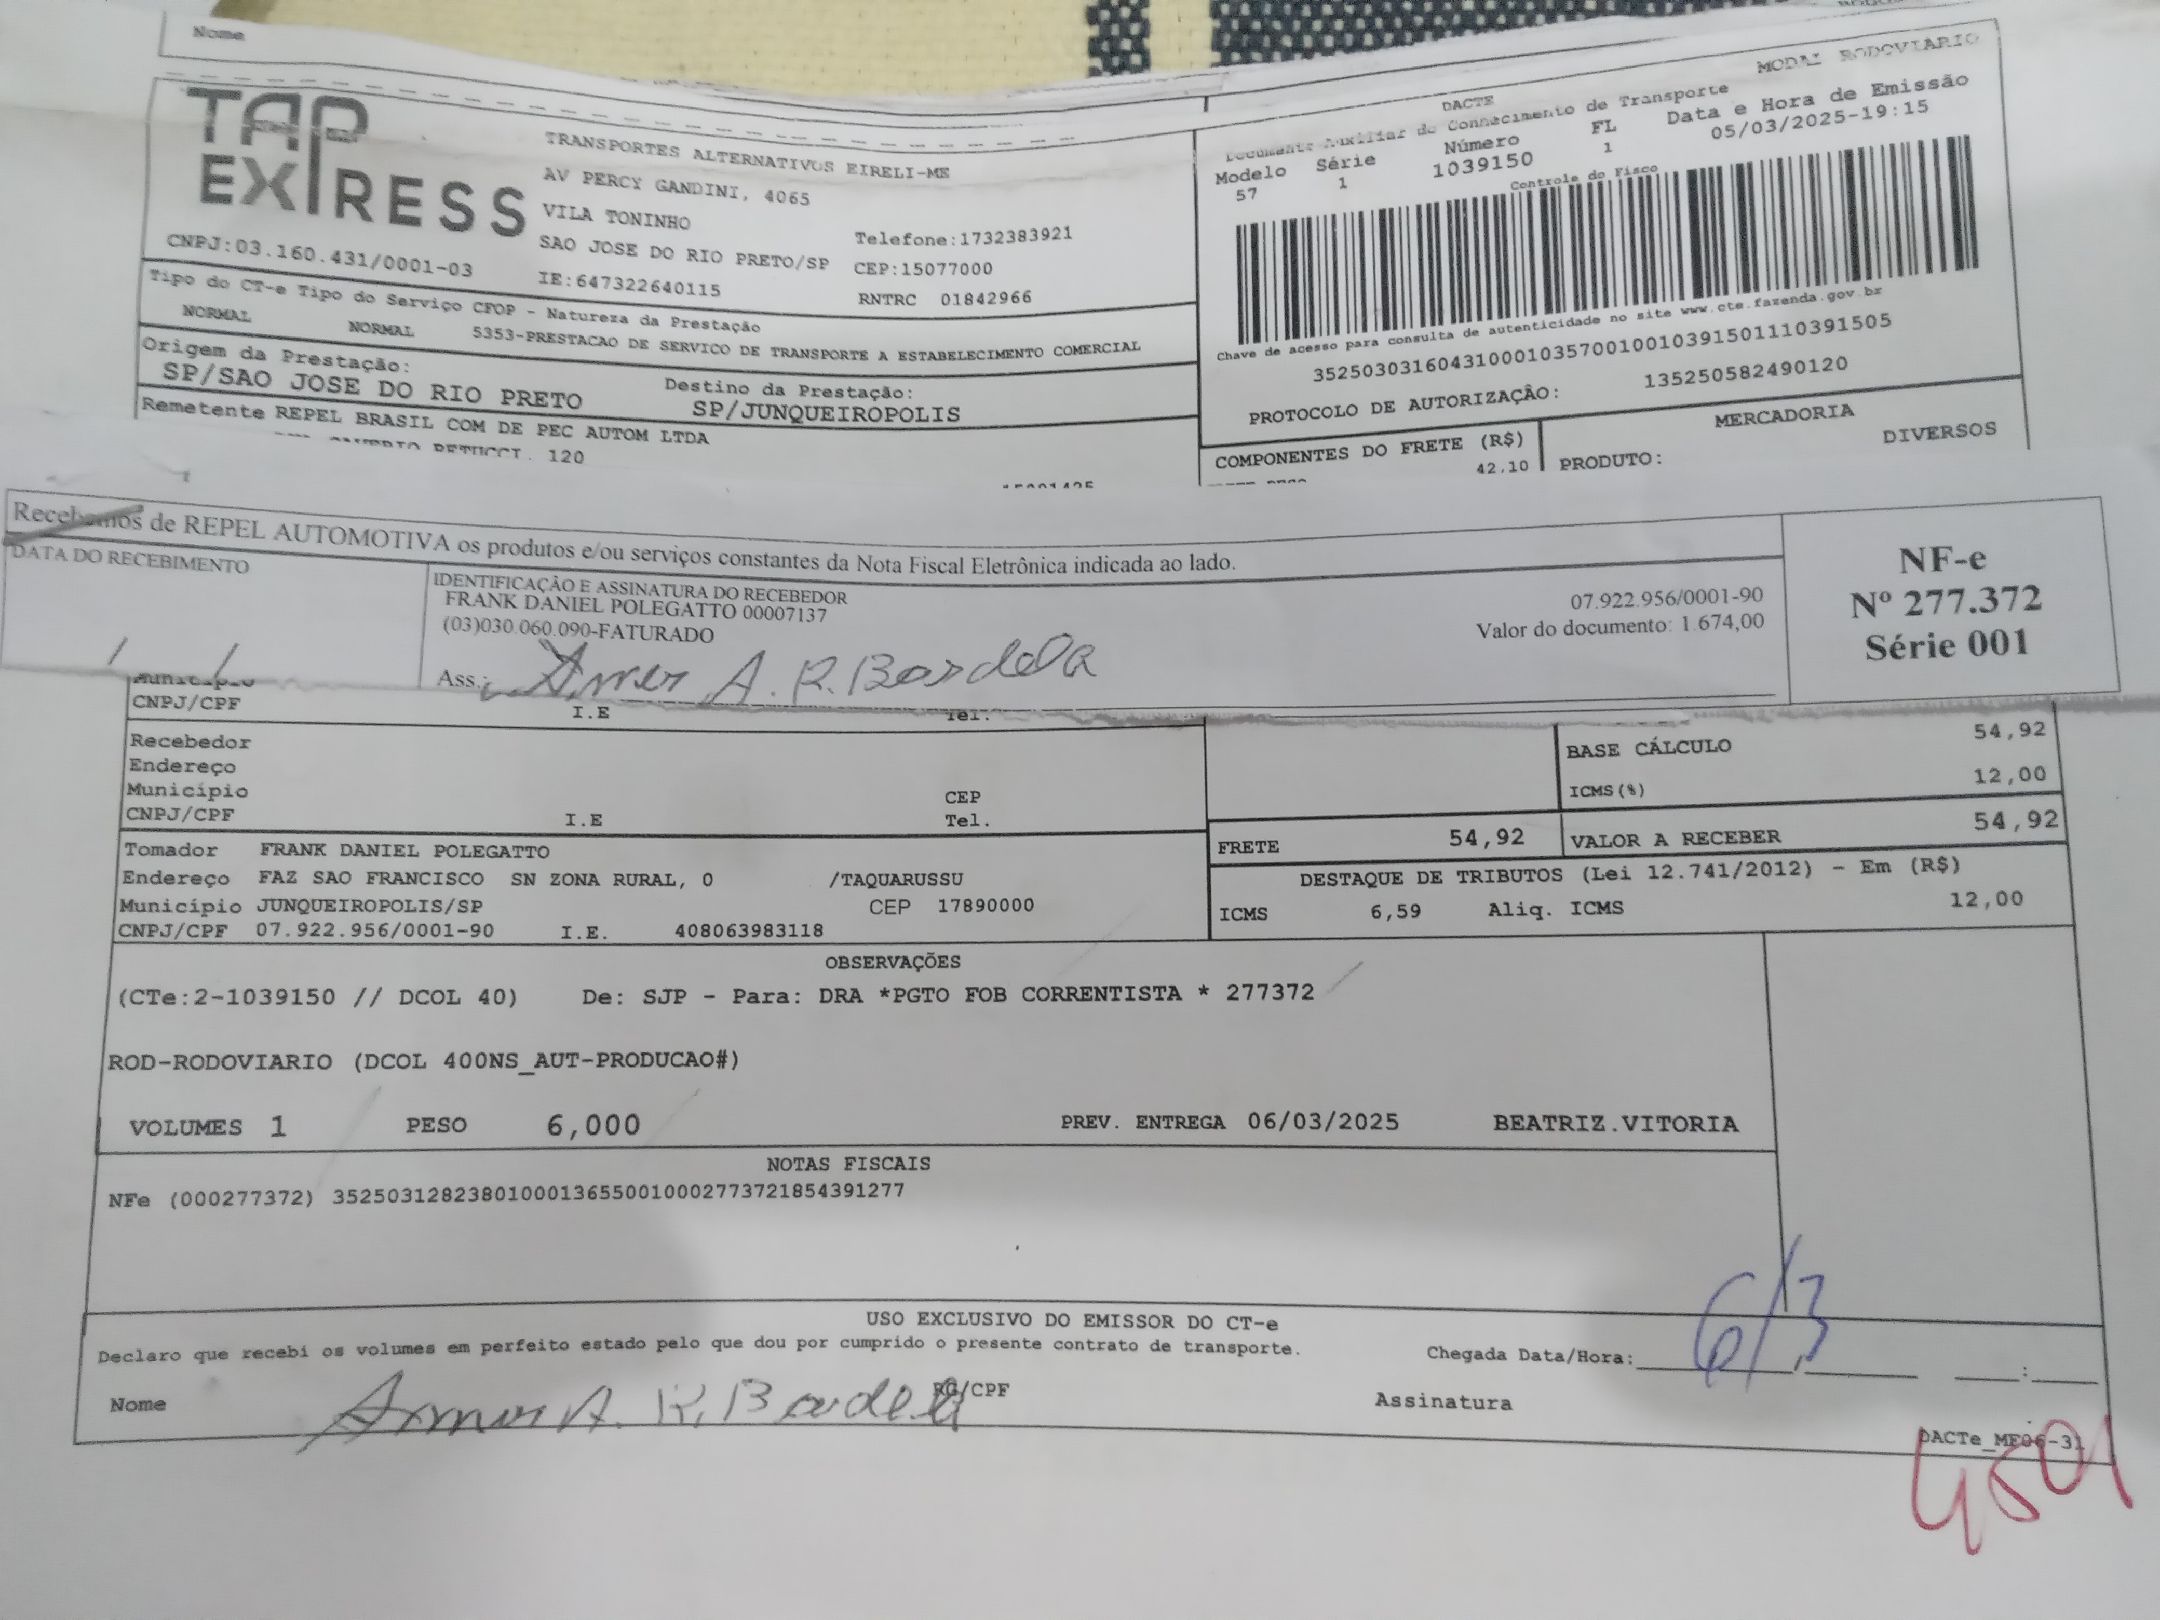 Nome
TAP EXPRESS
TRANSPORTES ALTERNATIVOS EIRELI-ME
AV PERCY GANDINI, 4065
VILA TONINHO
SAO JOSE DO RIO PRETO/SP
Telefone:1732383921
CEP:15077000
CNPJ:03.160.431/0001-03
IE:647322640115
RNTRC 01842966
Tipo do CT-e Tipo do Serviço CFOP - Natureza da Prestação
NORMAL NORMAL 5353-PRESTACAO DE SERVICO DE TRANSPORTE A ESTABELECIMENTO COMERCIAL
Origem da Prestação:
SP/SAO JOSE DO RIO PRETO
Destino da Prestação:
SP/JUNQUEIROPOLIS
Remetente REPEL BRASIL COM DE PEC AUTOM LTDA
120
DACTE
MODAL RODOVIARIO
Documento Auxiliar do Conhecimento de Transporte
Modelo Série Número FL Data e Hora de Emissão
57 1 1039150 1 05/03/2025-19:15
Controle do Fisco
Chave de acesso para consulta de autenticidade no site www.cte.fazenda.gov.br
35250303160431000103570010010391501110391505
PROTOCOLO DE AUTORIZAÇÃO: 135250582490120
COMPONENTES DO FRETE (R$)
42,10
MERCADORIA
PRODUTO: DIVERSOS
Recebemos de REPEL AUTOMOTIVA os produtos e/ou serviços constantes da Nota Fiscal Eletrônica indicada ao lado.
DATA DO RECEBIMENTO
/ /
IDENTIFICAÇÃO E ASSINATURA DO RECEBEDOR
FRANK DANIEL POLEGATTO 00007137
(03)030.060.090-FATURADO
07.922.956/0001-90
Valor do documento: 1.674,00
Ass.: A. R. Bardela
NF-e
Nº 277.372
Série 001
Município
CNPJ/CPF I.E Tel.
Recebedor
Endereço
Município CEP
CNPJ/CPF I.E Tel.
BASE CÁLCULO 54,92
ICMS(%) 12,00
FRETE 54,92 VALOR A RECEBER 54,92
Tomador FRANK DANIEL POLEGATTO
Endereço FAZ SAO FRANCISCO SN ZONA RURAL, 0 /TAQUARUSSU
Município JUNQUEIROPOLIS/SP CEP 17890000
CNPJ/CPF 07.922.956/0001-90 I.E. 408063983118
DESTAQUE DE TRIBUTOS (Lei 12.741/2012) - Em (R$)
ICMS 6,59 Aliq. ICMS 12,00
OBSERVAÇÕES
(CTe:2-1039150 // DCOL 40) De: SJP - Para: DRA *PGTO FOB CORRENTISTA * 277372
ROD-RODOVIARIO (DCOL 400NS_AUT-PRODUCAO#)
VOLUMES 1 PESO 6,000 PREV. ENTREGA 06/03/2025 BEATRIZ.VITORIA
NOTAS FISCAIS
NFe (000277372) 35250312823801000136550010002773721854391277
USO EXCLUSIVO DO EMISSOR DO CT-e
Declaro que recebi os volumes em perfeito estado pelo que dou por cumprido o presente contrato de transporte.
Chegada Data/Hora: 6/3 :
Nome A. R. Bardela RG/CPF Assinatura
DACTe_ME06-31
4501